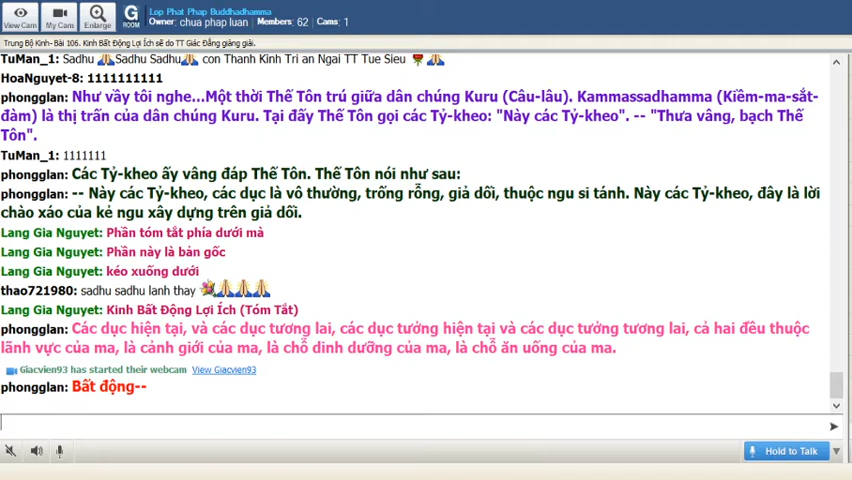 View Cam
My Cam
Enlarge
G
ROOM
Lop Phat Phap Buddhadhamma
Owner: chua phap luan Members: 62 Cams: 1
Trung Bộ Kinh- Bài 106. Kinh Bất Động Lợi Ích sẽ do TT Giác Đẳng giảng giải.
TuMan_1: Sadhu Sadhu Sadhu con Thanh Kinh Tri an Ngai TT Tue Sieu
HoaNguyet-8: 1111111111
phongglan: Như vầy tôi nghe...Một thời Thế Tôn trú giữa dân chúng Kuru (Câu-lâu). Kammassadhamma (Kiềm-ma-sắt-
đàm) là thị trấn của dân chúng Kuru. Tại đấy Thế Tôn gọi các Tỷ-kheo: "Này các Tỷ-kheo". -- "Thưa vâng, bạch Thế
Tôn".
TuMan_1: 1111111
phongglan: Các Tỷ-kheo ấy vâng đáp Thế Tôn. Thế Tôn nói như sau:
phongglan: -- Này các Tỷ-kheo, các dục là vô thường, trống rỗng, giả dối, thuộc ngu si tánh. Này các Tỷ-kheo, đây là lời
chào xáo của kẻ ngu xây dựng trên giả dối.
Lang Gia Nguyet: Phần tóm tắt phía dưới mà
Lang Gia Nguyet: Phần này là bản gốc
Lang Gia Nguyet: kéo xuống dưới
thao721980: sadhu sadhu lanh thay
Lang Gia Nguyet: Kinh Bất Động Lợi Ích (Tóm Tắt)
phongglan: Các dục hiện tại, và các dục tương lai, các dục tưởng hiện tại và các dục tưởng tương lai, cả hai đều thuộc
lãnh vực của ma, là cảnh giới của ma, là chỗ dinh dưỡng của ma, là chỗ ăn uống của ma.
Giacvien93 has started their webcam View Giacvien93
phongglan: Bất động--
Hold to Talk